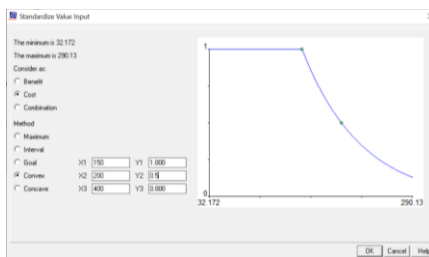 Standardize Value Input
The minimum is 32.172
The maximum is 290.13
Consider as:
Benefit
Cost
Combination
Method
Maximum
Interval
Goal X1 150 Y1 1.000
Convex X2 200 Y2 0.5
Concave X3 400 Y3 0.000
1
0
32.172 290.13
OK Cancel Help